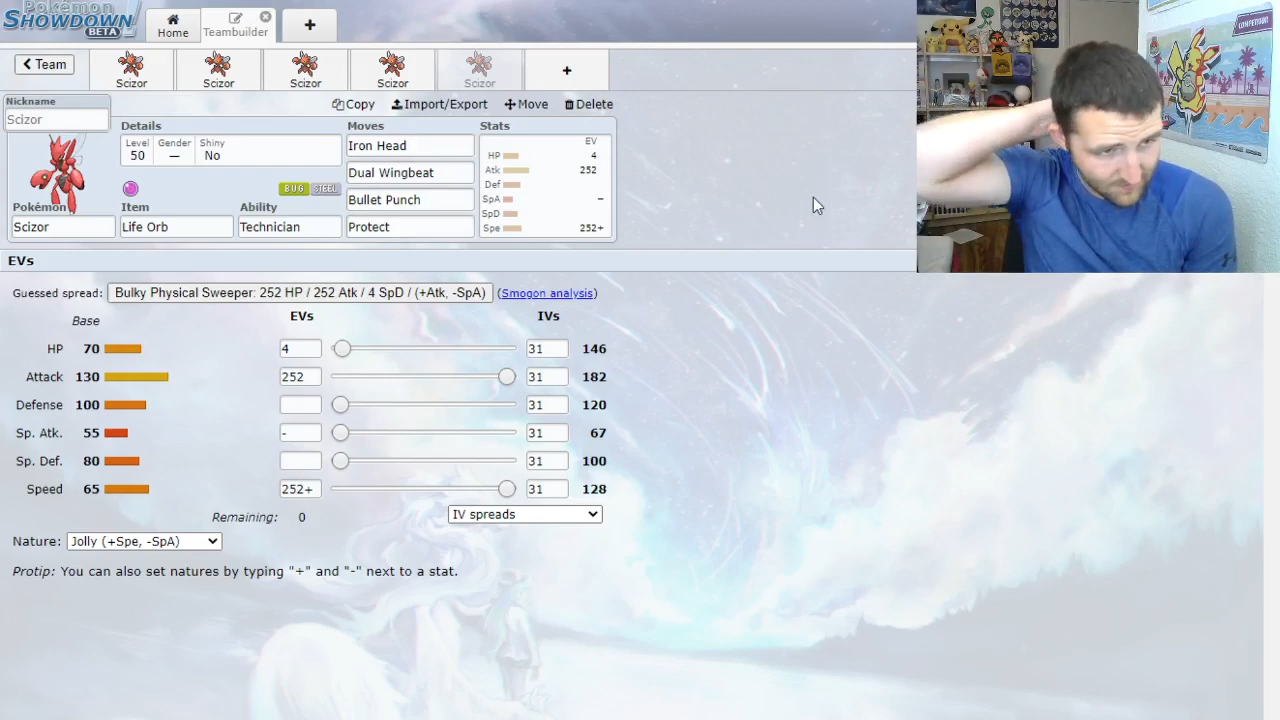 Pokémon
SHOWDOWN
BETA
Home
Teambuilder
+
< Team
Scizor
Scizor
Scizor
Scizor
Scizor
+
Nickname
Scizor
Copy Import/Export Move Delete
Details
Level Gender Shiny
50 — No
BUG STEEL
Pokémon Item Ability
Scizor Life Orb Technician
Moves
Iron Head
Dual Wingbeat
Bullet Punch
Protect
Stats
EV
HP 4
Atk 252
Def
SpA –
SpD
Spe 252+
COMPETITOR
EVs
Guessed spread: Bulky Physical Sweeper: 252 HP / 252 Atk / 4 SpD / (+Atk, -SpA) (Smogon analysis)
Base EVs IVs
HP 70 4 31 146
Attack 130 252 31 182
Defense 100 31 120
Sp. Atk. 55 - 31 67
Sp. Def. 80 31 100
Speed 65 252+ 31 128
Remaining: 0 IV spreads
Nature: Jolly (+Spe, -SpA)
Protip: You can also set natures by typing "+" and "-" next to a stat.